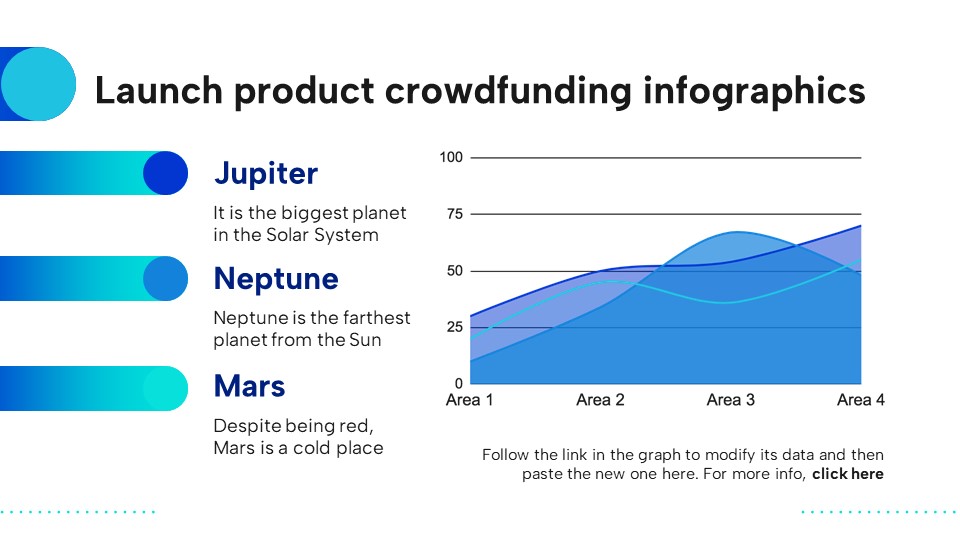 Launch product crowdfunding infographics
Jupiter
It is the biggest planet
in the Solar System
Neptune
Neptune is the farthest
planet from the Sun
Mars
Despite being red,
Mars is a cold place
100
75
50
25
0
Area 1 Area 2 Area 3 Area 4
Follow the link in the graph to modify its data and then
paste the new one here. For more info, click here